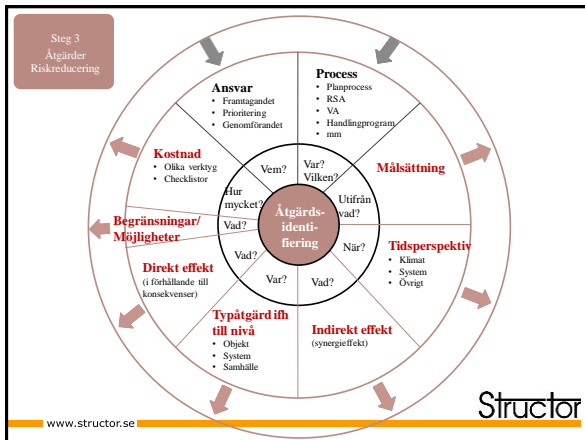 Steg 3
Åtgärder
Riskreducering
Ansvar
• Framtagandet
• Prioritering
• Genomförandet
Process
• Planprocess
• RSA
• VA
• Handlingprogram
• mm
Kostnad
• Olika verktyg
• Checklistor
Målsättning
Vem?
Var?
Vilken?
Hur
mycket?
Utifrån
vad?
Begränsningar/
Möjligheter
Vad?
Åtgärds-
identi-
fiering
När?
Tidsperspektiv
• Klimat
• System
• Övrigt
Direkt effekt
(i förhållande till
konsekvenser)
Vad?
Var?
Vad?
Typåtgärd ifh
till nivå
• Objekt
• System
• Samhälle
Indirekt effekt
(synergieffekt)
www.structor.se
Structor